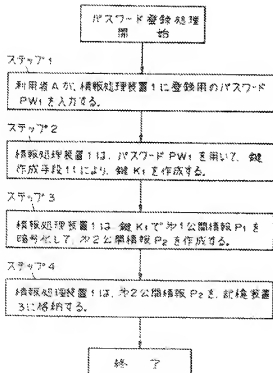 パスワード登録処理
開始
ステップ1
利用者Aが、情報処理装置1に登録用のパスワード
PW1を入力する。
ステップ2
情報処理装置1は、パスワードPW1を用いて、鍵
作成手段11により、鍵K1を作成する。
ステップ3
情報処理装置1は、鍵K1で第1公開情報P1を
暗号化して、第2公開情報P2を作成する。
ステップ4
情報処理装置1は、第2公開情報P2を、記憶装置
3に格納する。
終了